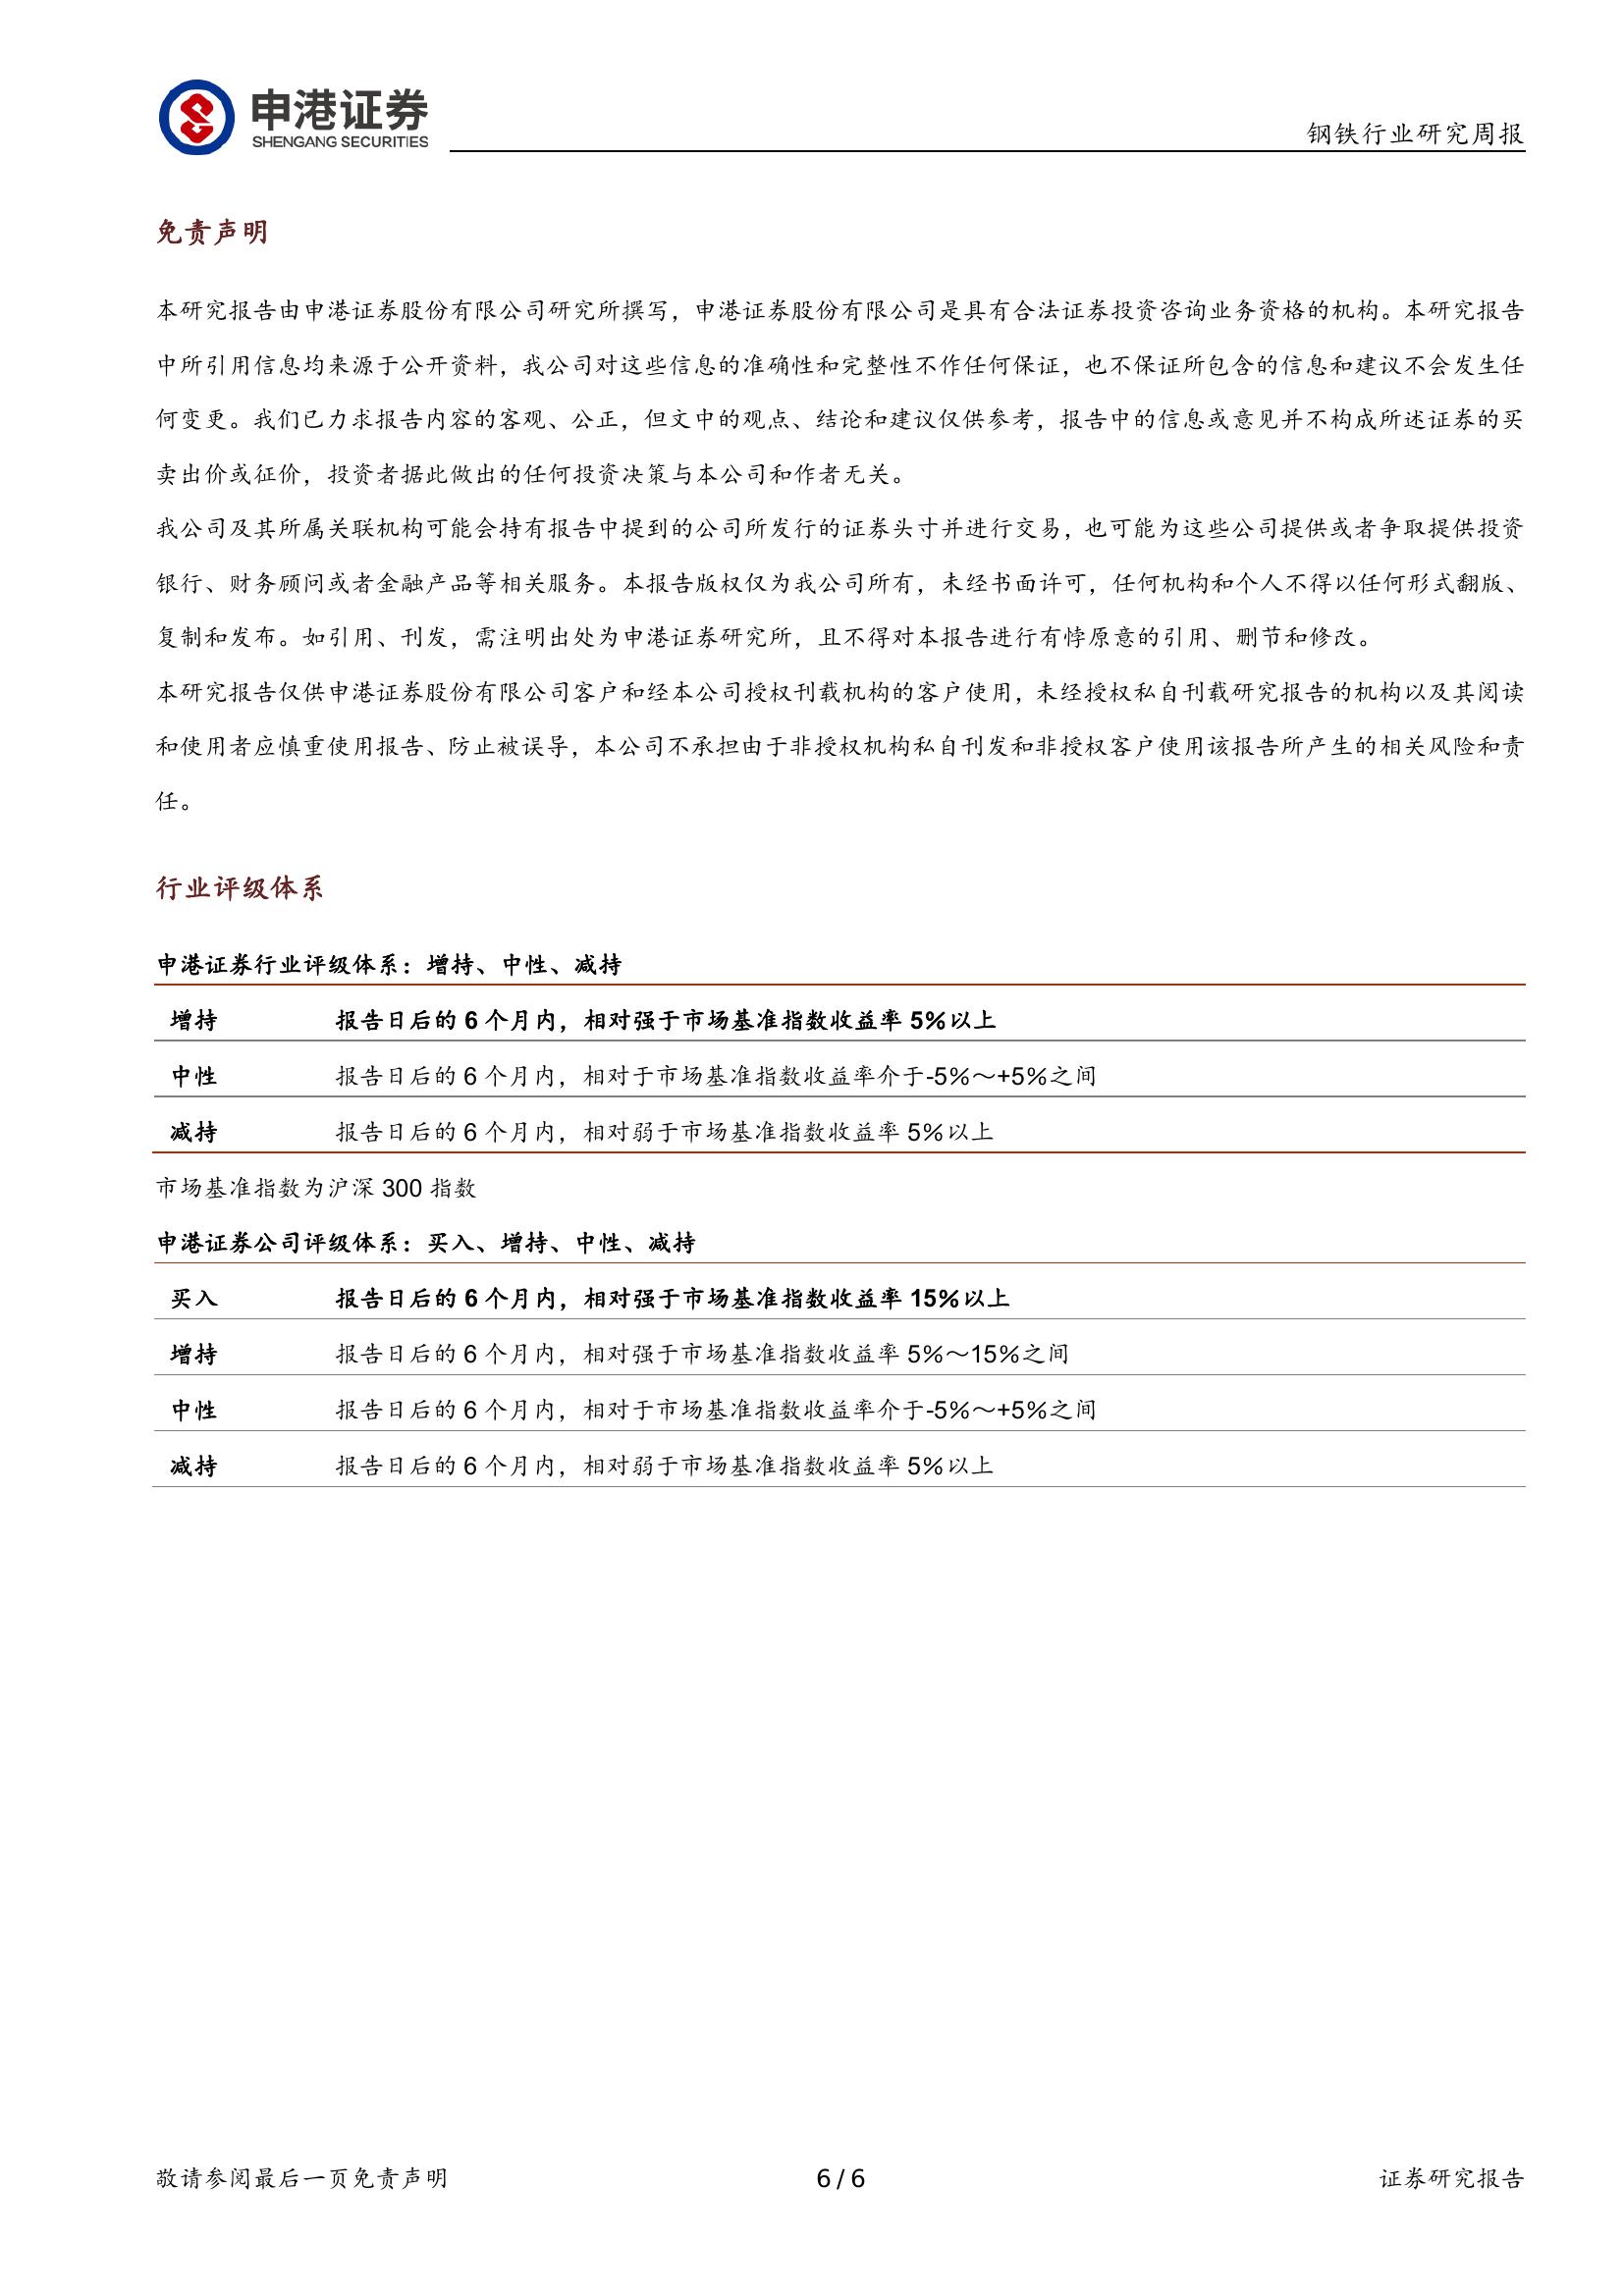 申港证券
SHENGANG SECURITIES
钢铁行业研究周报
免责声明
本研究报告由申港证券股份有限公司研究所撰写，申港证券股份有限公司是具有合法证券投资咨询业务资格的机构。本研究报告
中所引用信息均来源于公开资料，我公司对这些信息的准确性和完整性不作任何保证，也不保证所包含的信息和建议不会发生任
何变更。我们已力求报告内容的客观、公正，但文中的观点、结论和建议仅供参考，报告中的信息或意见并不构成所述证券的买
卖出价或征价，投资者据此做出的任何投资决策与本公司和作者无关。
我公司及其所属关联机构可能会持有报告中提到的公司所发行的证券头寸并进行交易，也可能为这些公司提供或者争取提供投资
银行、财务顾问或者金融产品等相关服务。本报告版权仅为我公司所有，未经书面许可，任何机构和个人不得以任何形式翻版、
复制和发布。如引用、刊发，需注明出处为申港证券研究所，且不得对本报告进行有悖原意的引用、删节和修改。
本研究报告仅供申港证券股份有限公司客户和经本公司授权刊载机构的客户使用，未经授权私自刊载研究报告的机构以及其阅读
和使用者应慎重使用报告、防止被误导，本公司不承担由于非授权机构私自刊发和非授权客户使用该报告所产生的相关风险和责
任。
行业评级体系
申港证券行业评级体系：增持、中性、减持
增持 报告日后的 6 个月内，相对强于市场基准指数收益率 5%以上
中性 报告日后的 6 个月内，相对于市场基准指数收益率介于-5%～+5%之间
减持 报告日后的 6 个月内，相对弱于市场基准指数收益率 5%以上
市场基准指数为沪深 300 指数
申港证券公司评级体系：买入、增持、中性、减持
买入 报告日后的 6 个月内，相对强于市场基准指数收益率 15%以上
增持 报告日后的 6 个月内，相对强于市场基准指数收益率 5%～15%之间
中性 报告日后的 6 个月内，相对于市场基准指数收益率介于-5%～+5%之间
减持 报告日后的 6 个月内，相对弱于市场基准指数收益率 5%以上
敬请参阅最后一页免责声明 6 / 6 证券研究报告